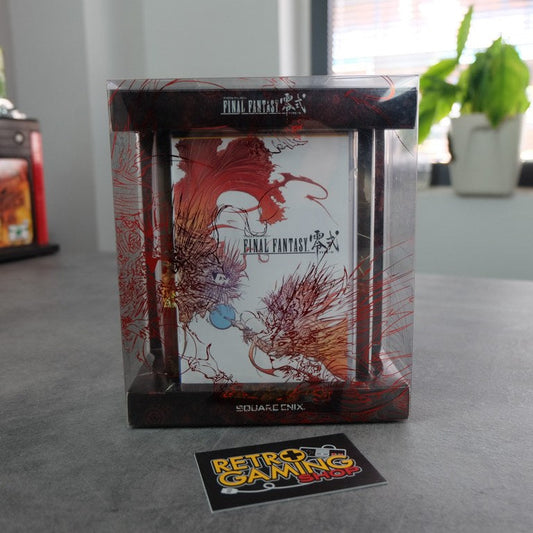 FINAL FANTASY 零式
FINAL FANTASY 零式
SQUARE ENIX
RETRO
GAMING
SHOP